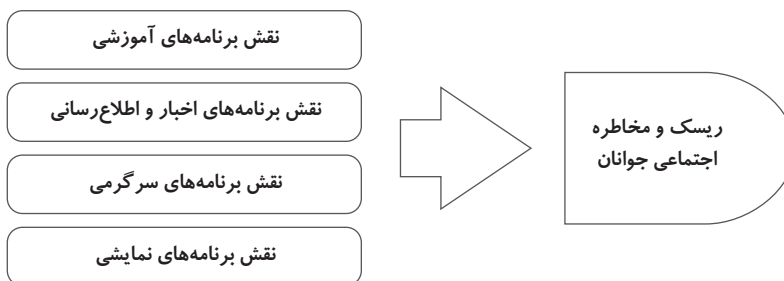 نقش برنامه‌های آموزشی
نقش برنامه‌های اخبار و اطلاع‌رسانی
نقش برنامه‌های سرگرمی
نقش برنامه‌های نمایشی
ریسک و مخاطره
اجتماعی جوانان